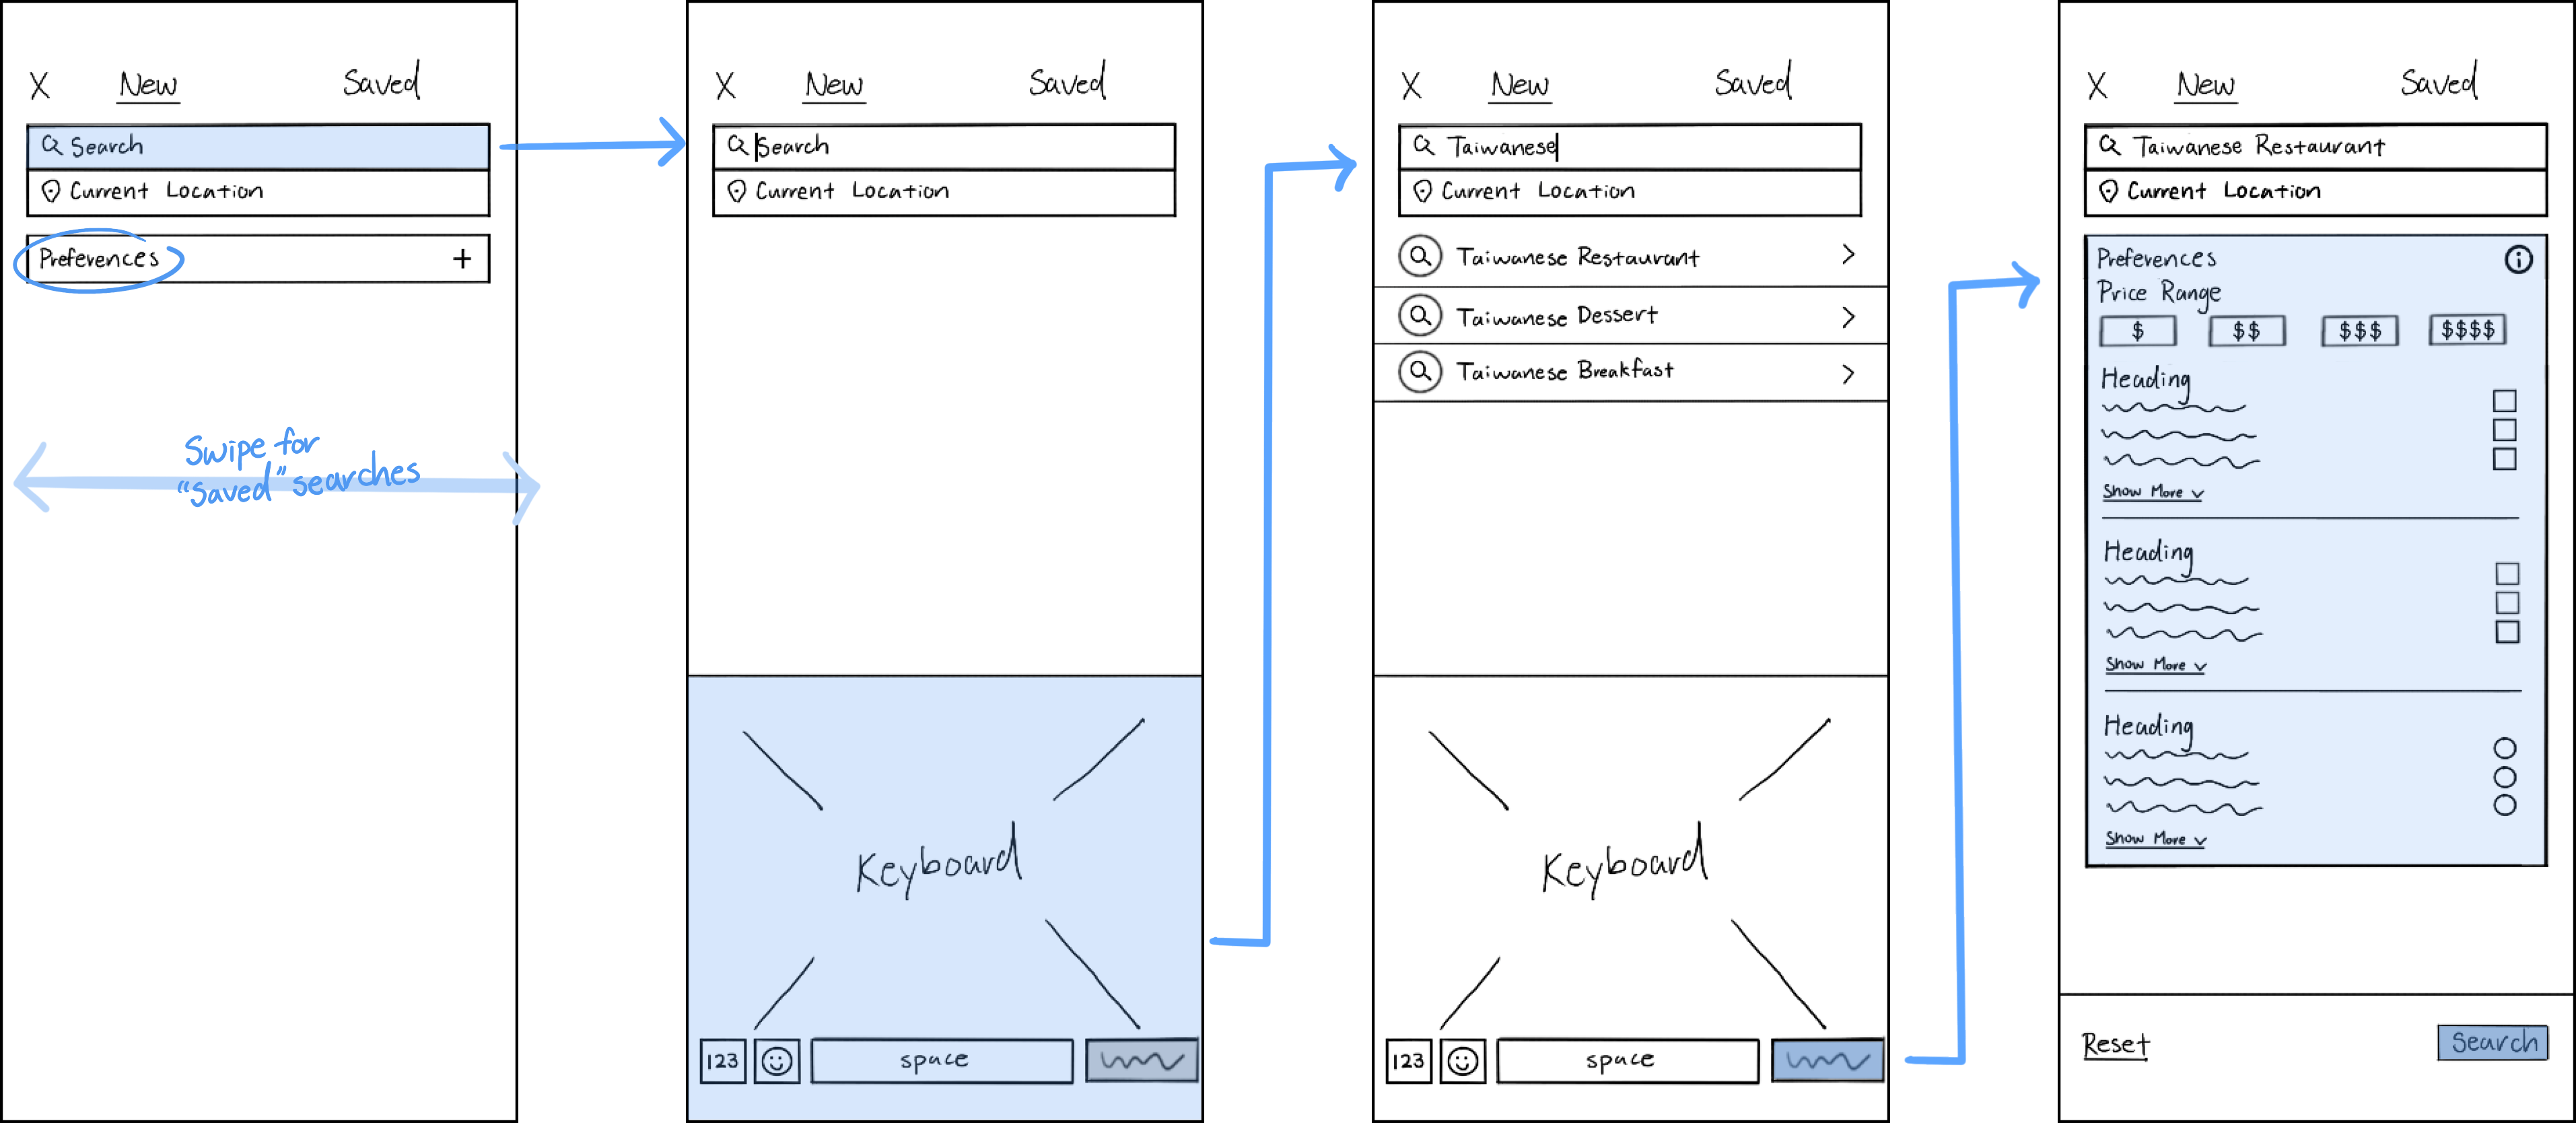 X New Saved
Search
Current Location
Preferences +
Swipe for
"Saved" searches
X New Saved
Search
Current Location
Keyboard
123 space
X New Saved
Taiwanese
Current Location
Taiwanese Restaurant
Taiwanese Dessert
Taiwanese Breakfast
Keyboard
123 space
X New Saved
Taiwanese Restaurant
Current Location
Preferences i
Price Range
$ $$ $$$ $$$$
Heading
Show More
Heading
Show More
Heading
Show More
Reset Search